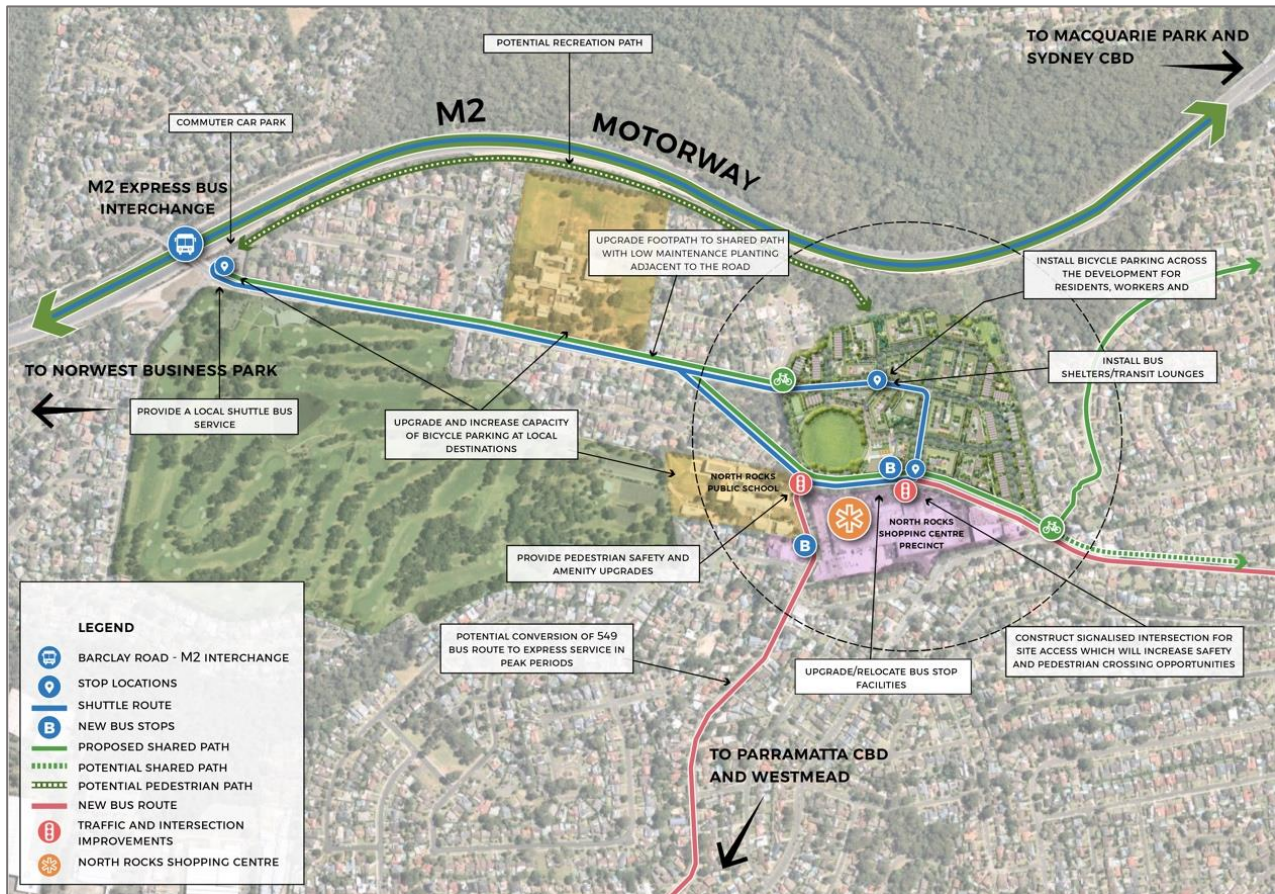 POTENTIAL RECREATION PATH
TO MACQUARIE PARK AND
SYDNEY CBD
COMMUTER CAR PARK
M2
MOTORWAY
M2 EXPRESS BUS
INTERCHANGE
UPGRADE FOOTPATH TO SHARED PATH
WITH LOW MAINTENANCE PLANTING
ADJACENT TO THE ROAD
INSTALL BICYCLE PARKING ACROSS
THE DEVELOPMENT FOR
RESIDENTS, WORKERS AND
TO NORWEST BUSINESS PARK
INSTALL BUS
SHELTERS/TRANSIT LOUNGES
PROVIDE A LOCAL SHUTTLE BUS
SERVICE
UPGRADE AND INCREASE CAPACITY
OF BICYCLE PARKING AT LOCAL
DESTINATIONS
NORTH ROCKS
PUBLIC SCHOOL
B
NORTH ROCKS
SHOPPING CENTRE
PRECINCT
B
PROVIDE PEDESTRIAN SAFETY AND
AMENITY UPGRADES
POTENTIAL CONVERSION OF 549
BUS ROUTE TO EXPRESS SERVICE IN
PEAK PERIODS
UPGRADE/RELOCATE BUS STOP
FACILITIES
CONSTRUCT SIGNALISED INTERSECTION FOR
SITE ACCESS WHICH WILL INCREASE SAFETY
AND PEDESTRIAN CROSSING OPPORTUNITIES
TO PARRAMATTA CBD
AND WESTMEAD
LEGEND
BARCLAY ROAD - M2 INTERCHANGE
STOP LOCATIONS
SHUTTLE ROUTE
B NEW BUS STOPS
PROPOSED SHARED PATH
POTENTIAL SHARED PATH
POTENTIAL PEDESTRIAN PATH
NEW BUS ROUTE
TRAFFIC AND INTERSECTION
IMPROVEMENTS
NORTH ROCKS SHOPPING CENTRE